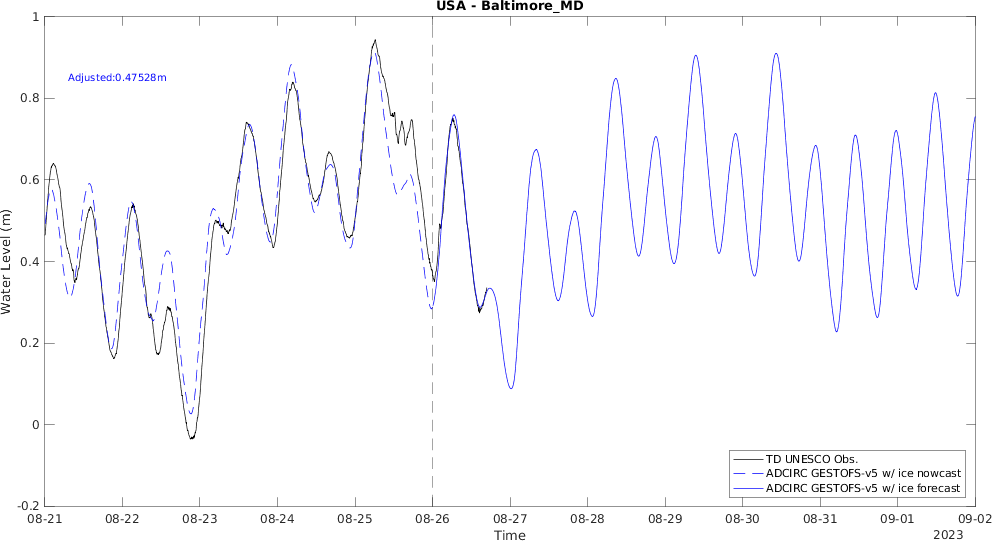 USA - Baltimore_MD
Adjusted:0.47528m
Water Level (m)
1
0.8
0.6
0.4
0.2
0
-0.2
TD UNESCO Obs.
ADCIRC GESTOFS-v5 w/ ice nowcast
ADCIRC GESTOFS-v5 w/ ice forecast
08-21 08-22 08-23 08-24 08-25 08-26 08-27 08-28 08-29 08-30 08-31 09-01 09-02
Time
2023